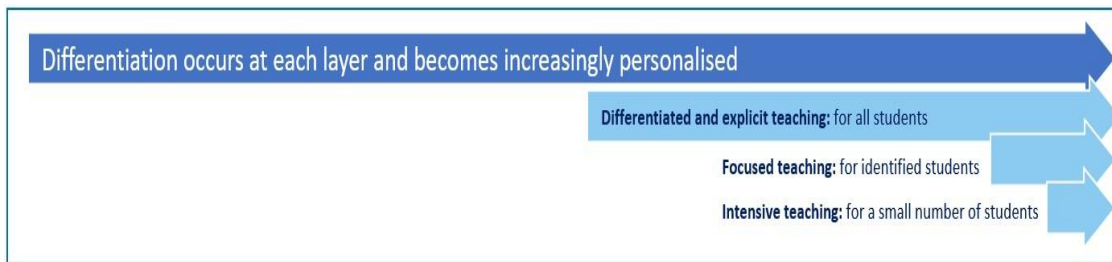 Differentiation occurs at each layer and becomes increasingly personalised
Differentiated and explicit teaching: for all students
Focused teaching: for identified students
Intensive teaching: for a small number of students